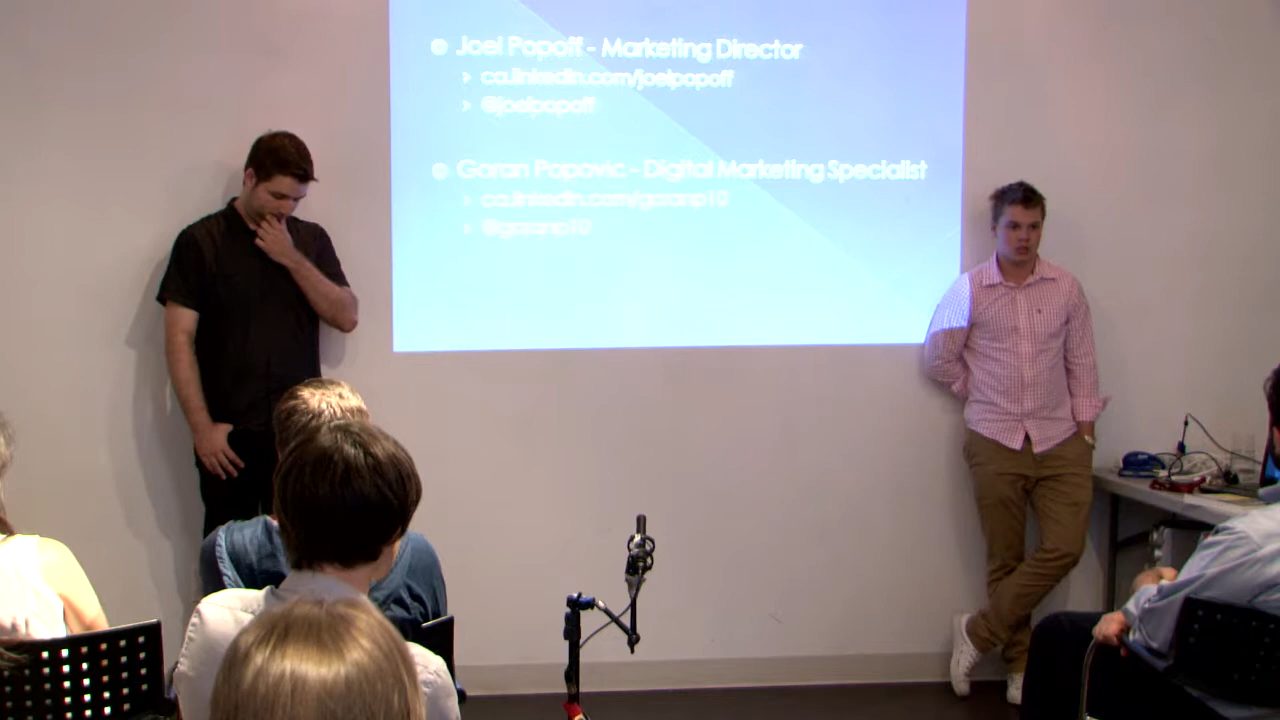 Joel Popoff - Marketing Director
ca.linkedin.com/joelpopoff
@joelpopoff
Goran Popovic - Digital Marketing Specialist
ca.linkedin.com/goranp10
@goranp10